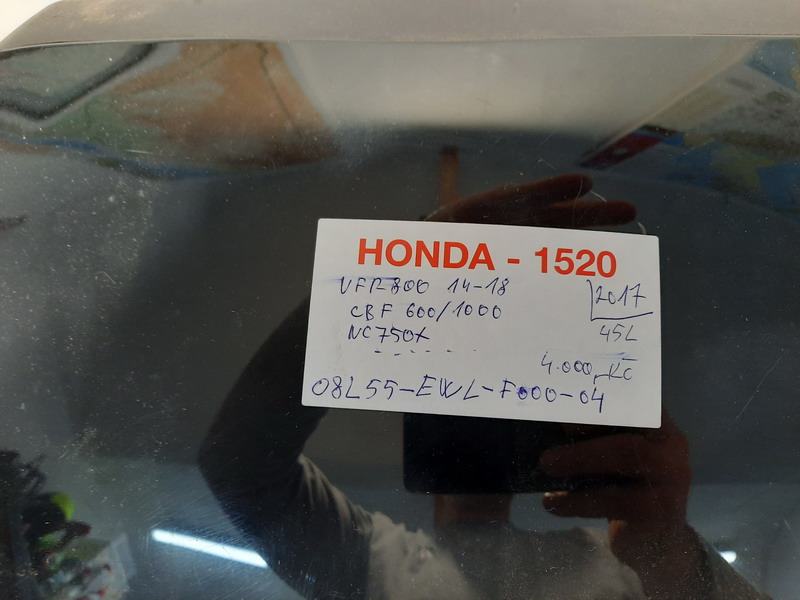 HONDA - 1520
VFR800 14-18
2017
CBF 600/1000
45L
NC750X
4.000,-Kč
08L55-EWL-F000-04